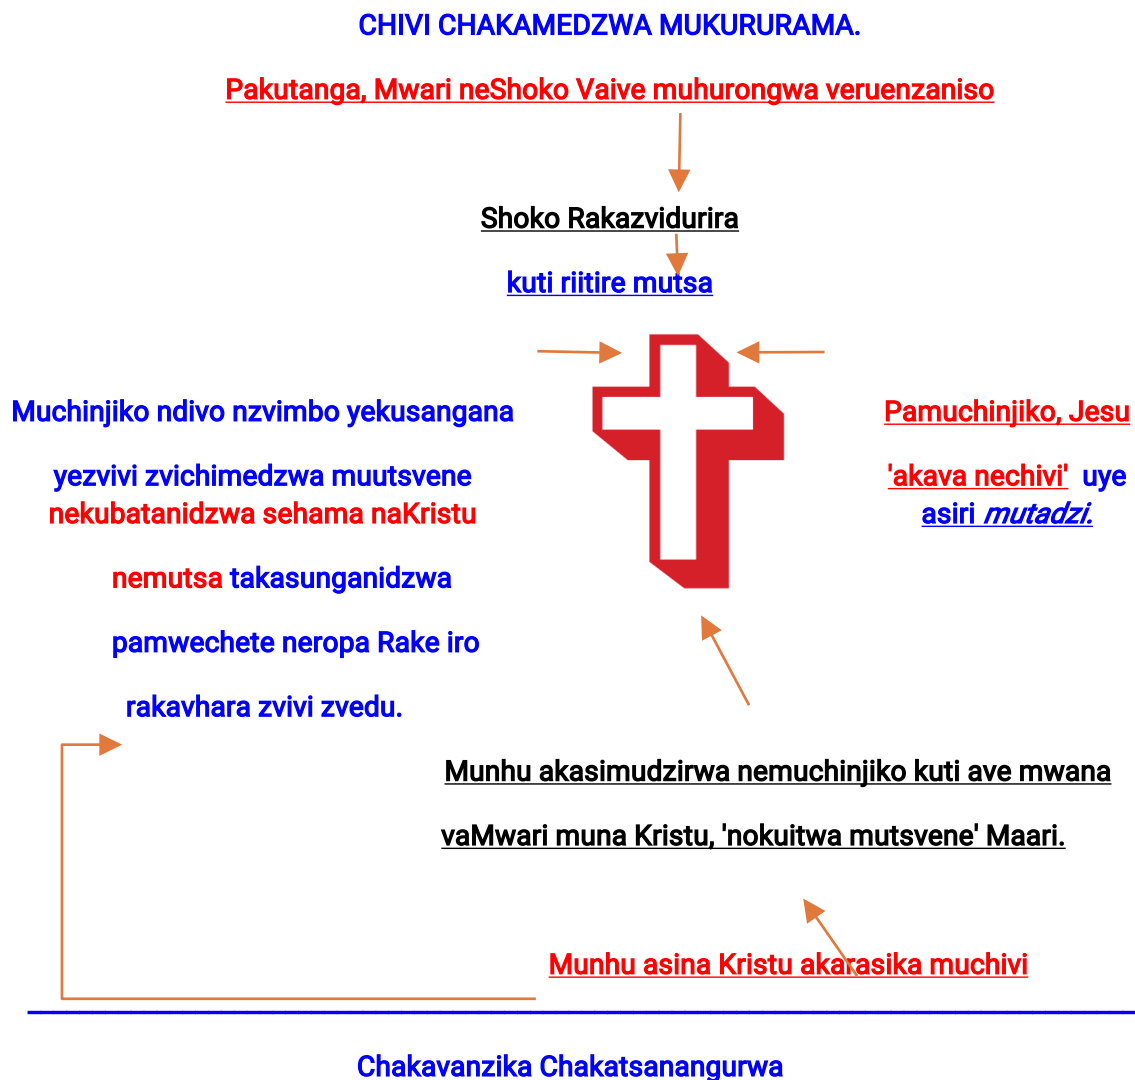 CHIVI CHAKAMEDZWA MUKURURAMA.
Pakutanga, Mwari neShoko Vaive muhurongwa veruenzaniso
Shoko Rakazvidurira
kuti riitire mutsa
Muchinjiko ndivo nzvimbo yekusangana
yezvivi zvichimedzwa muutsvene
nekubatanidzwa sehama naKristu
nemutsa takasunganidzwa
pamwechete neropa Rake iro
rakavhara zvivi zvedu.
Pamuchinjiko, Jesu
'akava nechivi' uye
asiri mutadzi.
Munhu akasimudzirwa nemuchinjiko kuti ave mwana
vaMwari muna Kristu, 'nokuitwa mutsvene' Maari.
Munhu asina Kristu akarasika muchivi
Chakavanzika Chakatsanangurwa